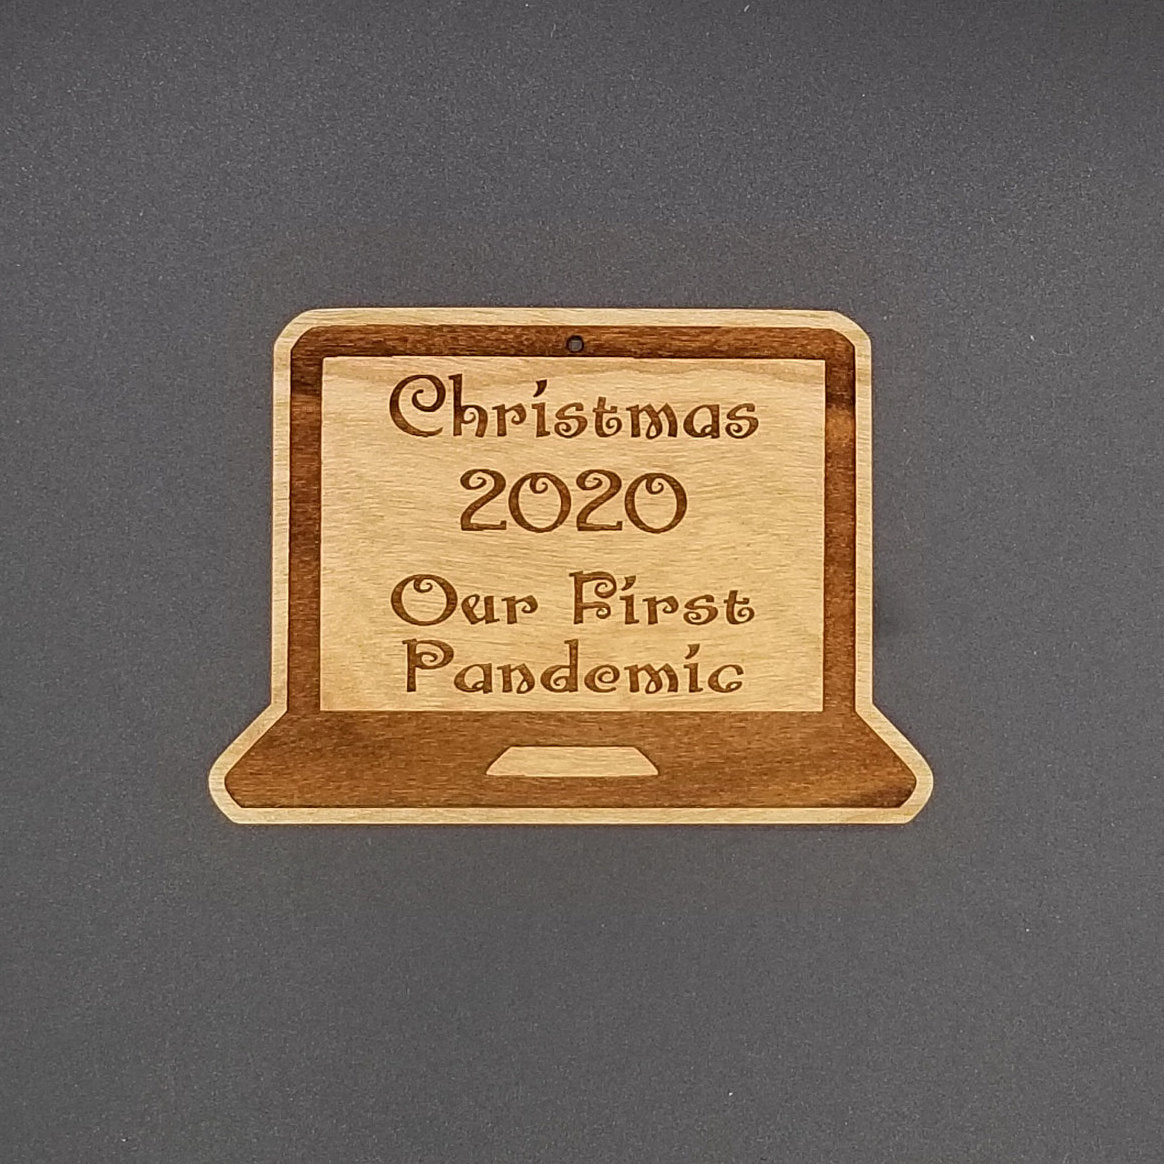 Christmas
2020
Our First
Pandemic